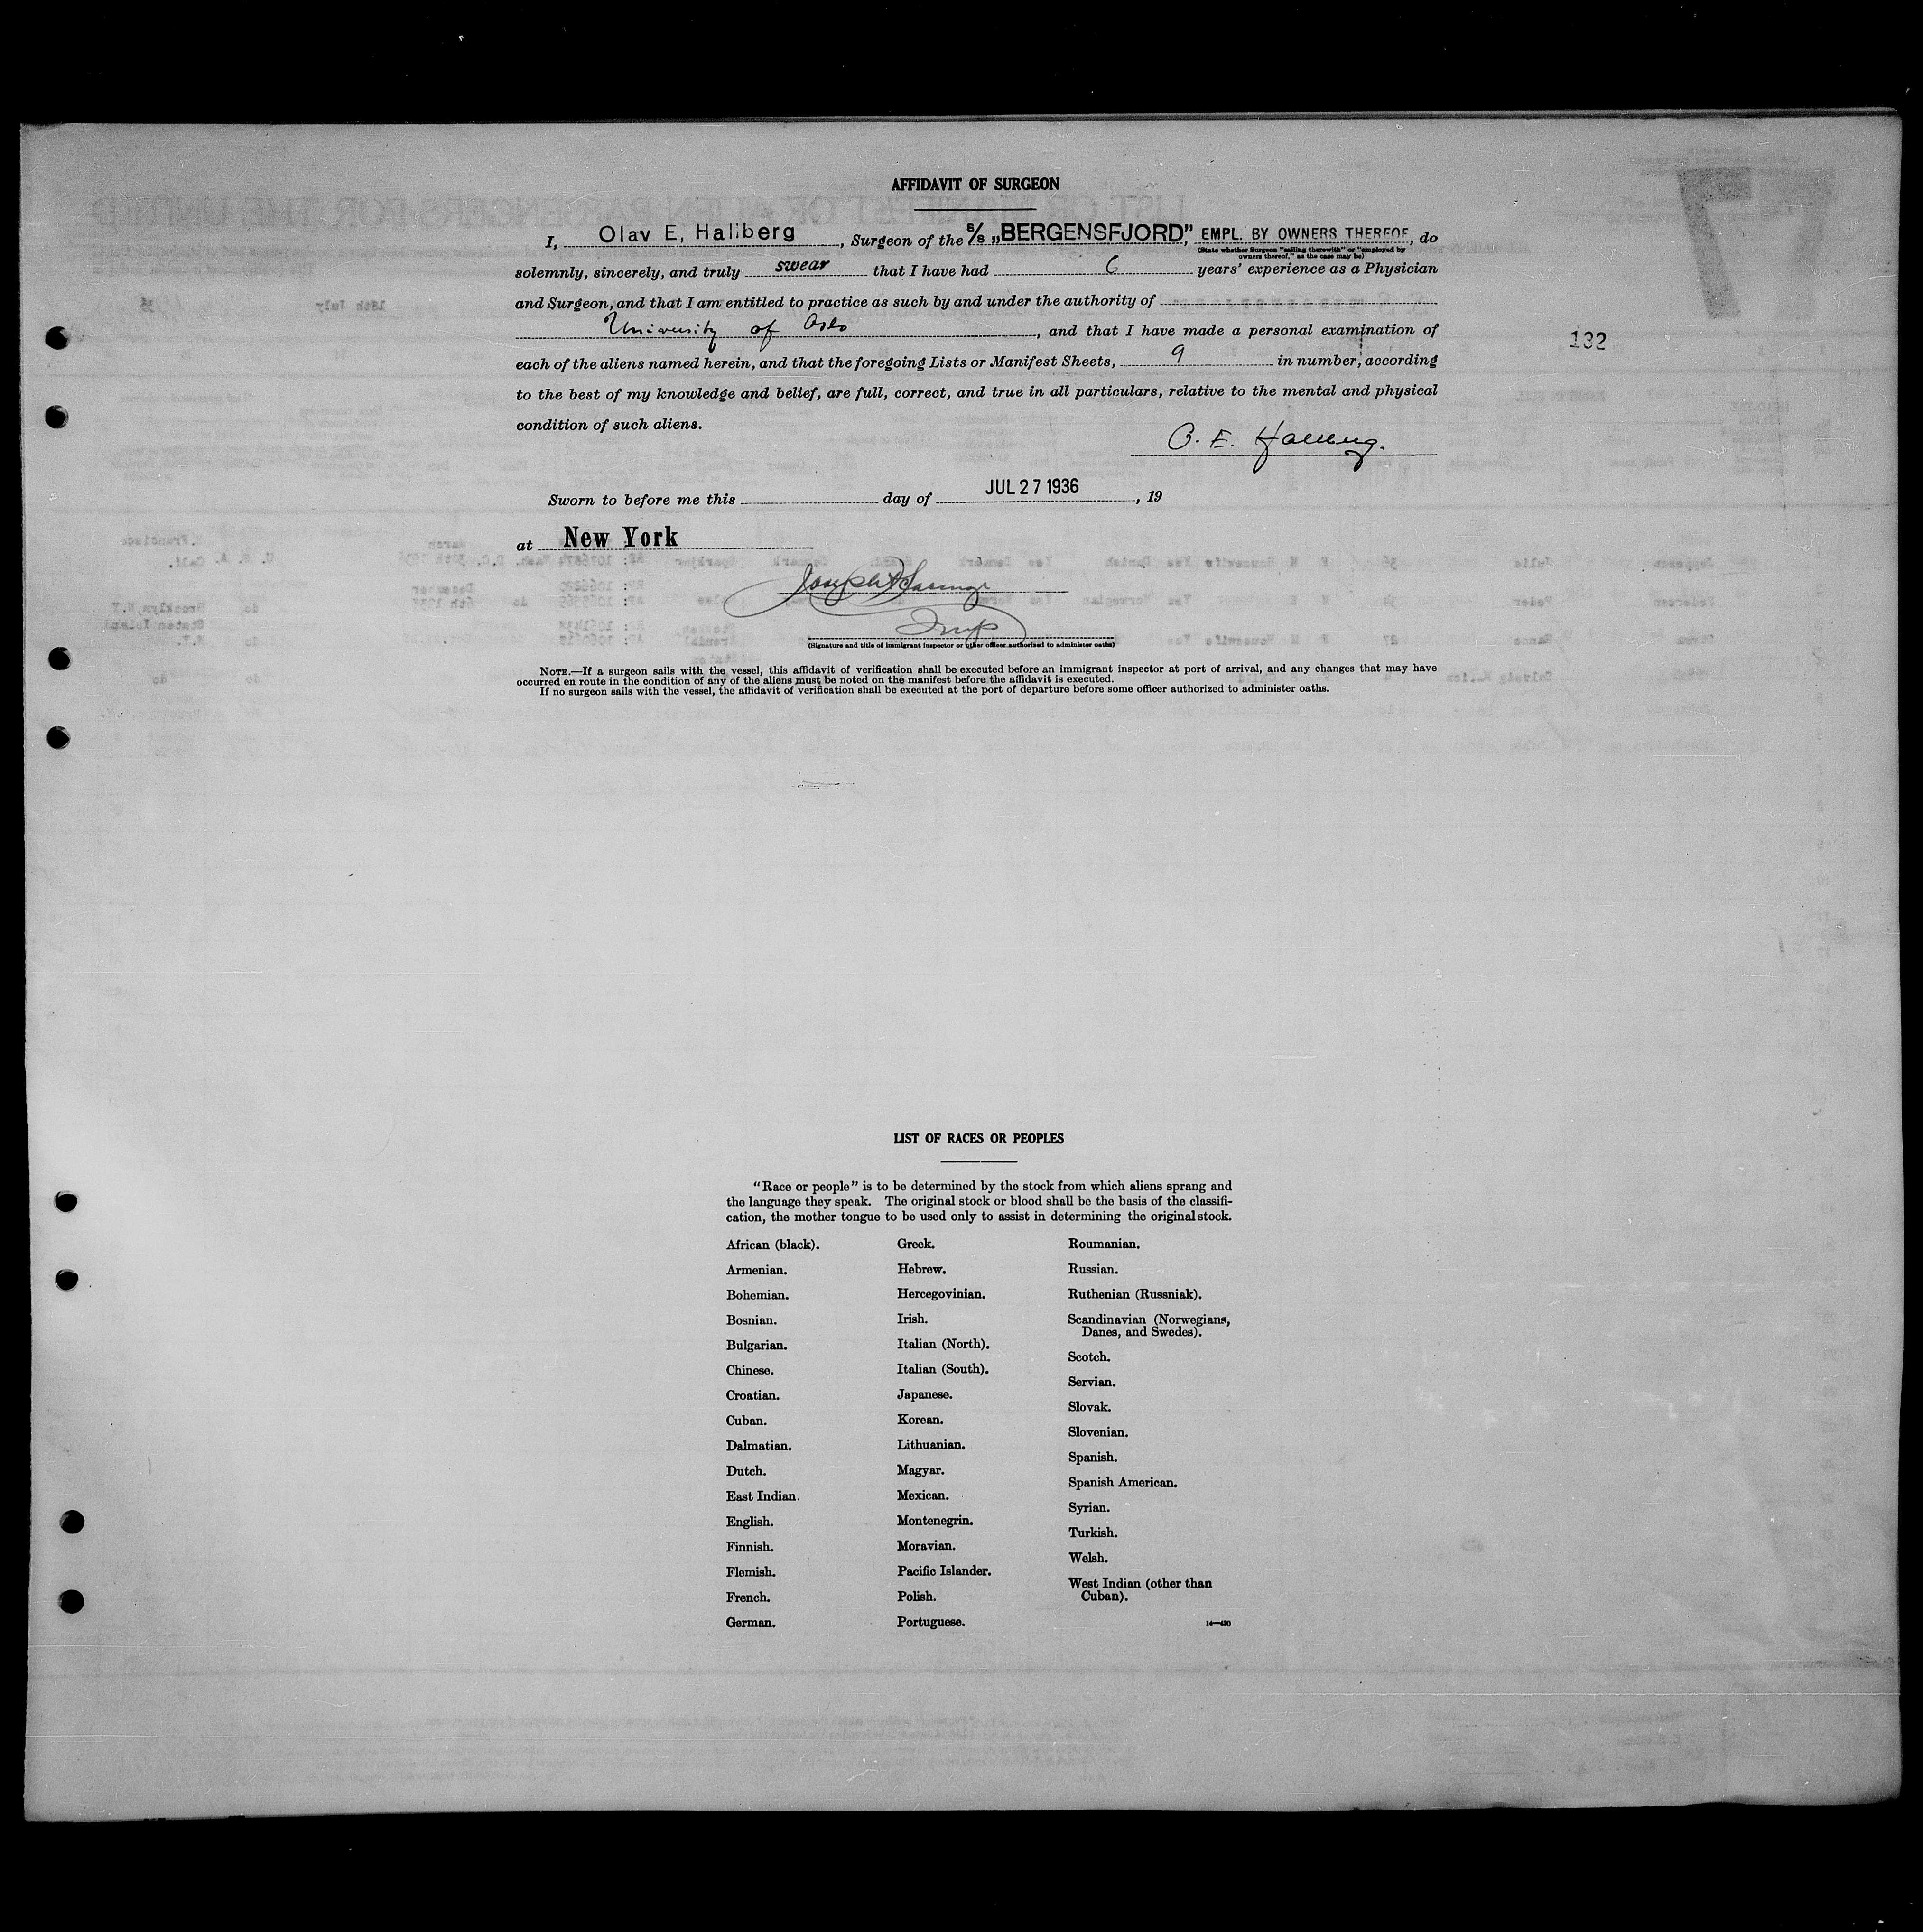 AFFIDAVIT OF SURGEON
I, Olav E, Hallberg, Surgeon of the S/S „BERGENSFJORD," EMPL. BY OWNERS THEREOF, do
(State whether Surgeon "sailing therewith" or "employed by
owners thereof," as the case may be)
solemnly, sincerely, and truly swear that I have had 6 years' experience as a Physician
and Surgeon, and that I am entitled to practice as such by and under the authority of
University of Oslo, and that I have made a personal examination of
132
each of the aliens named herein, and that the foregoing Lists or Manifest Sheets, 9 in number, according
to the best of my knowledge and belief, are full, correct, and true in all particulars, relative to the mental and physical
condition of such aliens.
O. E. Hallberg.
Sworn to before me this day of JUL 27 1936, 19
at New York
Joseph
Insp
(Signature and title of immigrant inspector or other officer authorized to administer oaths)
NOTE.—If a surgeon sails with the vessel, this affidavit of verification shall be executed before an immigrant inspector at port of arrival, and any changes that may have
occurred en route in the condition of any of the aliens must be noted on the manifest before the affidavit is executed.
If no surgeon sails with the vessel, the affidavit of verification shall be executed at the port of departure before some officer authorized to administer oaths.
LIST OF RACES OR PEOPLES
"Race or people" is to be determined by the stock from which aliens sprang and
the language they speak. The original stock or blood shall be the basis of the classifi-
cation, the mother tongue to be used only to assist in determining the original stock.
African (black).
Armenian.
Bohemian.
Bosnian.
Bulgarian.
Chinese.
Croatian.
Cuban.
Dalmatian.
Dutch.
East Indian.
English.
Finnish.
Flemish.
French.
German.
Greek.
Hebrew.
Hercegovinian.
Irish.
Italian (North).
Italian (South).
Japanese.
Korean.
Lithuanian.
Magyar.
Mexican.
Montenegrin.
Moravian.
Pacific Islander.
Polish.
Portuguese.
Roumanian.
Russian.
Ruthenian (Russniak).
Scandinavian (Norwegians,
Danes, and Swedes).
Scotch.
Servian.
Slovak.
Slovenian.
Spanish.
Spanish American.
Syrian.
Turkish.
Welsh.
West Indian (other than
Cuban).
14—430